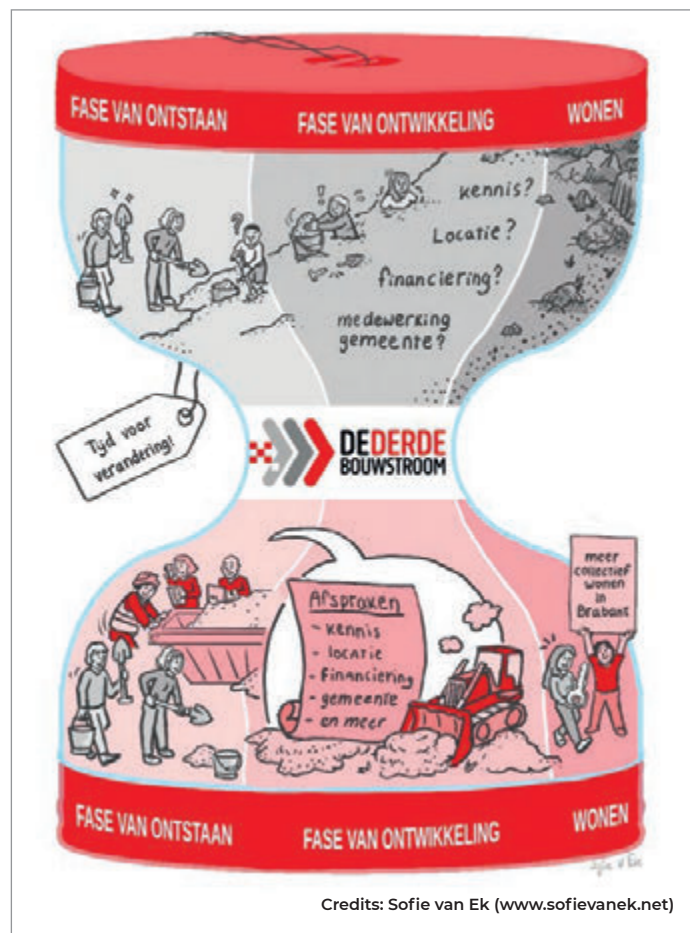 FASE VAN ONTSTAAN
FASE VAN ONTWIKKELING
WONEN
kennis?
Locatie?
financiering?
medewerking
gemeente?
Tijd voor
verandering!
DEDERDE
BOUWSTROOM
meer
collectief
wonen
in
Brabant
Afspraken
- kennis
- locatie
- financiering
- gemeente
- en meer
FASE VAN ONTSTAAN
FASE VAN ONTWIKKELING
WONEN
Credits: Sofie van Ek (www.sofievanek.net)